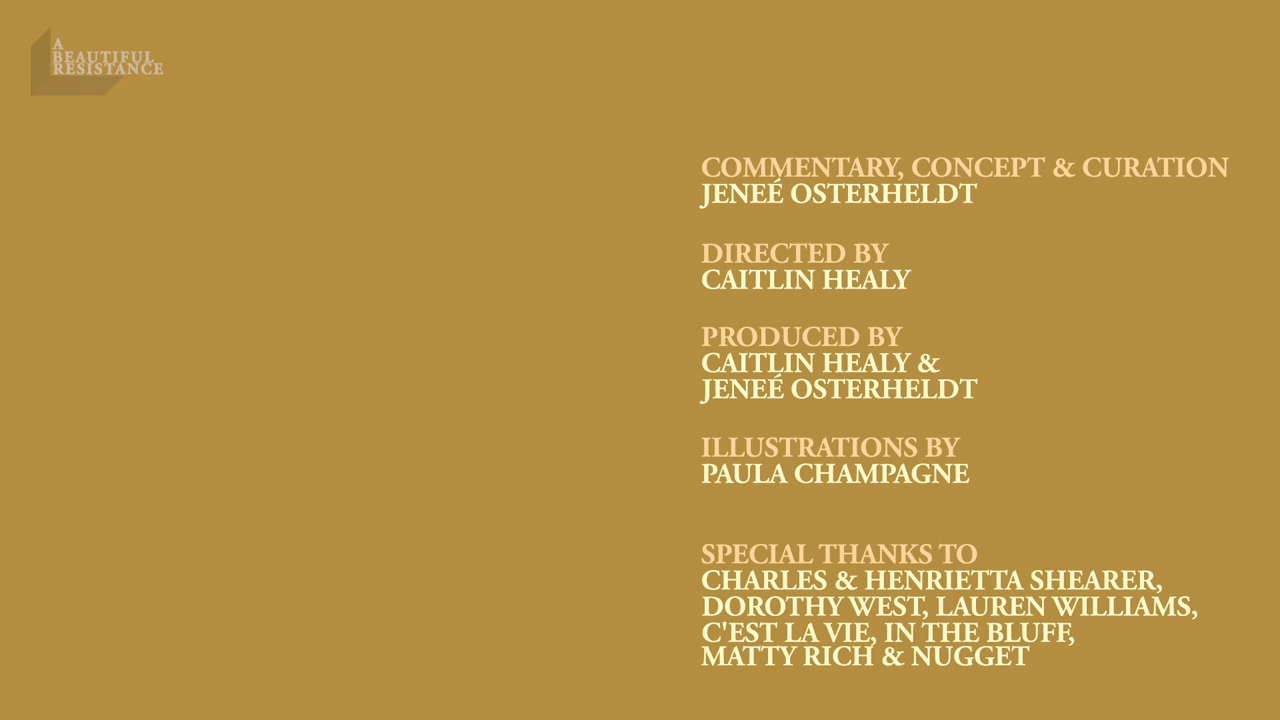 A
BEAUTIFUL
RESISTANCE
COMMENTARY, CONCEPT & CURATION
JENEÉ OSTERHELDT
DIRECTED BY
CAITLIN HEALY
PRODUCED BY
CAITLIN HEALY &
JENEÉ OSTERHELDT
ILLUSTRATIONS BY
PAULA CHAMPAGNE
SPECIAL THANKS TO
CHARLES & HENRIETTA SHEARER,
DOROTHY WEST, LAUREN WILLIAMS,
C'EST LA VIE, IN THE BLUFF,
MATTY RICH & NUGGET